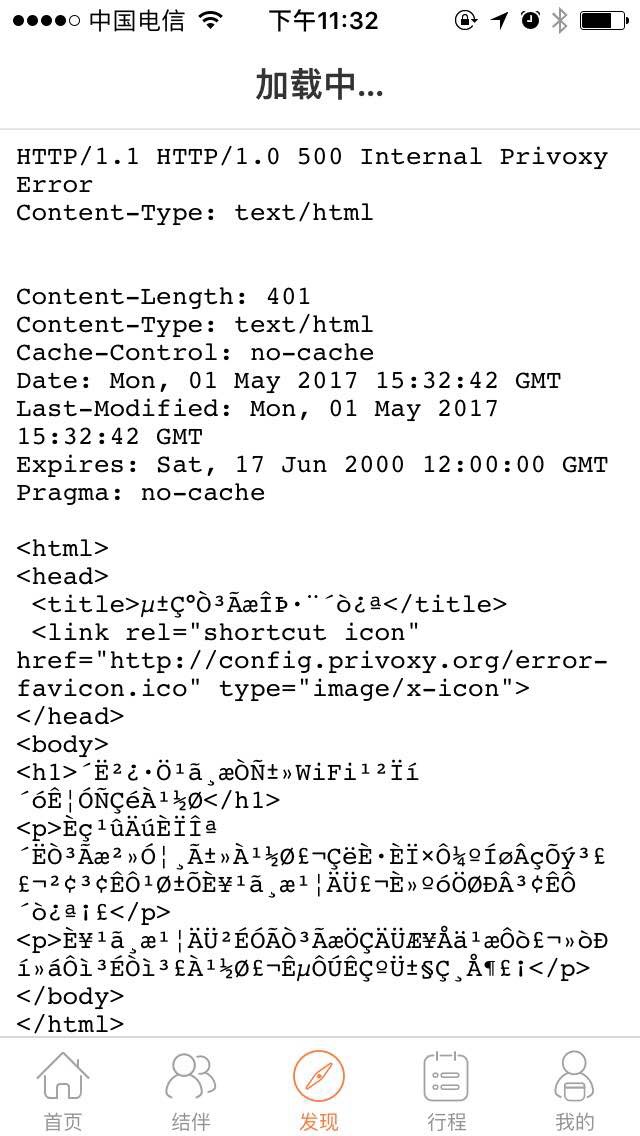 中国电信
下午11:32
加载中...
HTTP/1.1 HTTP/1.0 500 Internal Privoxy
Error
Content-Type: text/html
Content-Length: 401
Content-Type: text/html
Cache-Control: no-cache
Date: Mon, 01 May 2017 15:32:42 GMT
Last-Modified: Mon, 01 May 2017
15:32:42 GMT
Expires: Sat, 17 Jun 2000 12:00:00 GMT
Pragma: no-cache
<html>
<head>
<title>µ±Ç°Ò³ÃæÎÞ·¨´ò¿ª</title>
<link rel="shortcut icon"
href="http://config.privoxy.org/error-
favicon.ico" type="image/x-icon">
</head>
<body>
<h1>´Ë²¿·Ö¹ã¸æÒÑ±»WiFi¹²Ïí
´óÊ¦ÓÑÇéÀ¹½Ø</h1>
<p>Èç¹ûÄúÈÏÎª
´ËÒ³Ãæ²»Ó¦¸Ã±»À¹½Ø£¬ÇëÈ·ÈÏ×Ô¼ºÍøÂçÕý³£
£¬²¢³¢ÊÔ¹Ø±ÕÈ¥¹ã¸æ¹¦ÄÜ£¬È»ºóÖØÐÂ³¢ÊÔ
´ò¿ª¡£</p>
<p>È¥¹ã¸æ¹¦ÄÜ²ÉÓÃÒ³ÃæÖÇÄÜÆ¥Åä¹æÔò£¬»òÐ
í»áÔì³ÉÒì³£À¹½Ø£¬ÊµÔÚÊÇºÜ±§Ç¸Å¶£¡</p>
</body>
</html>
首页
结伴
发现
行程
我的